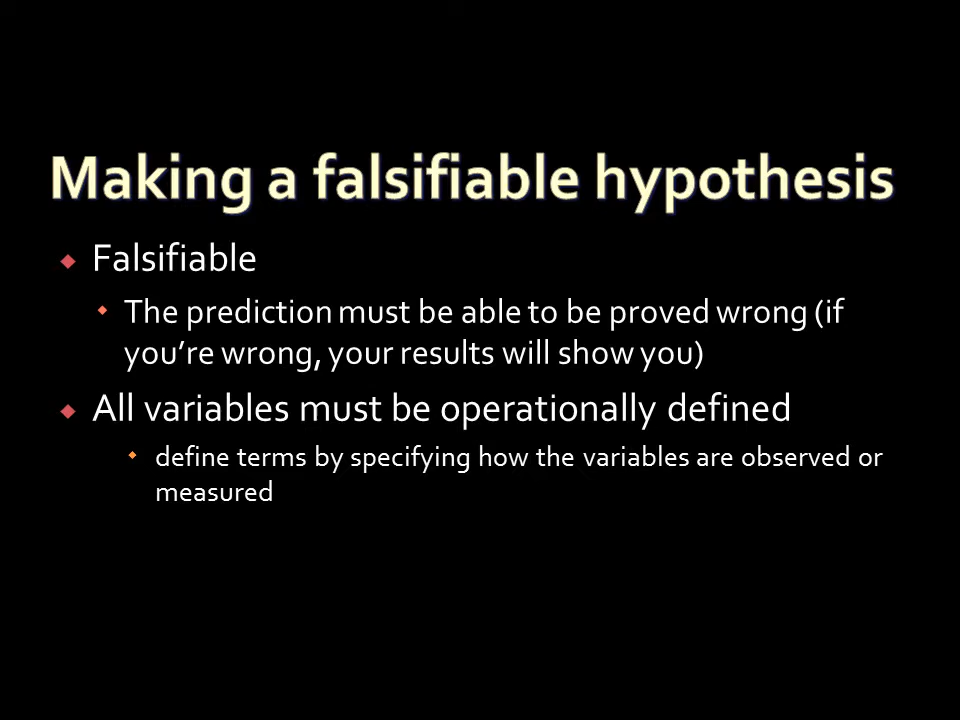 Making a falsifiable hypothesis
Falsifiable
The prediction must be able to be proved wrong (if
you’re wrong, your results will show you)
All variables must be operationally defined
define terms by specifying how the variables are observed or
measured